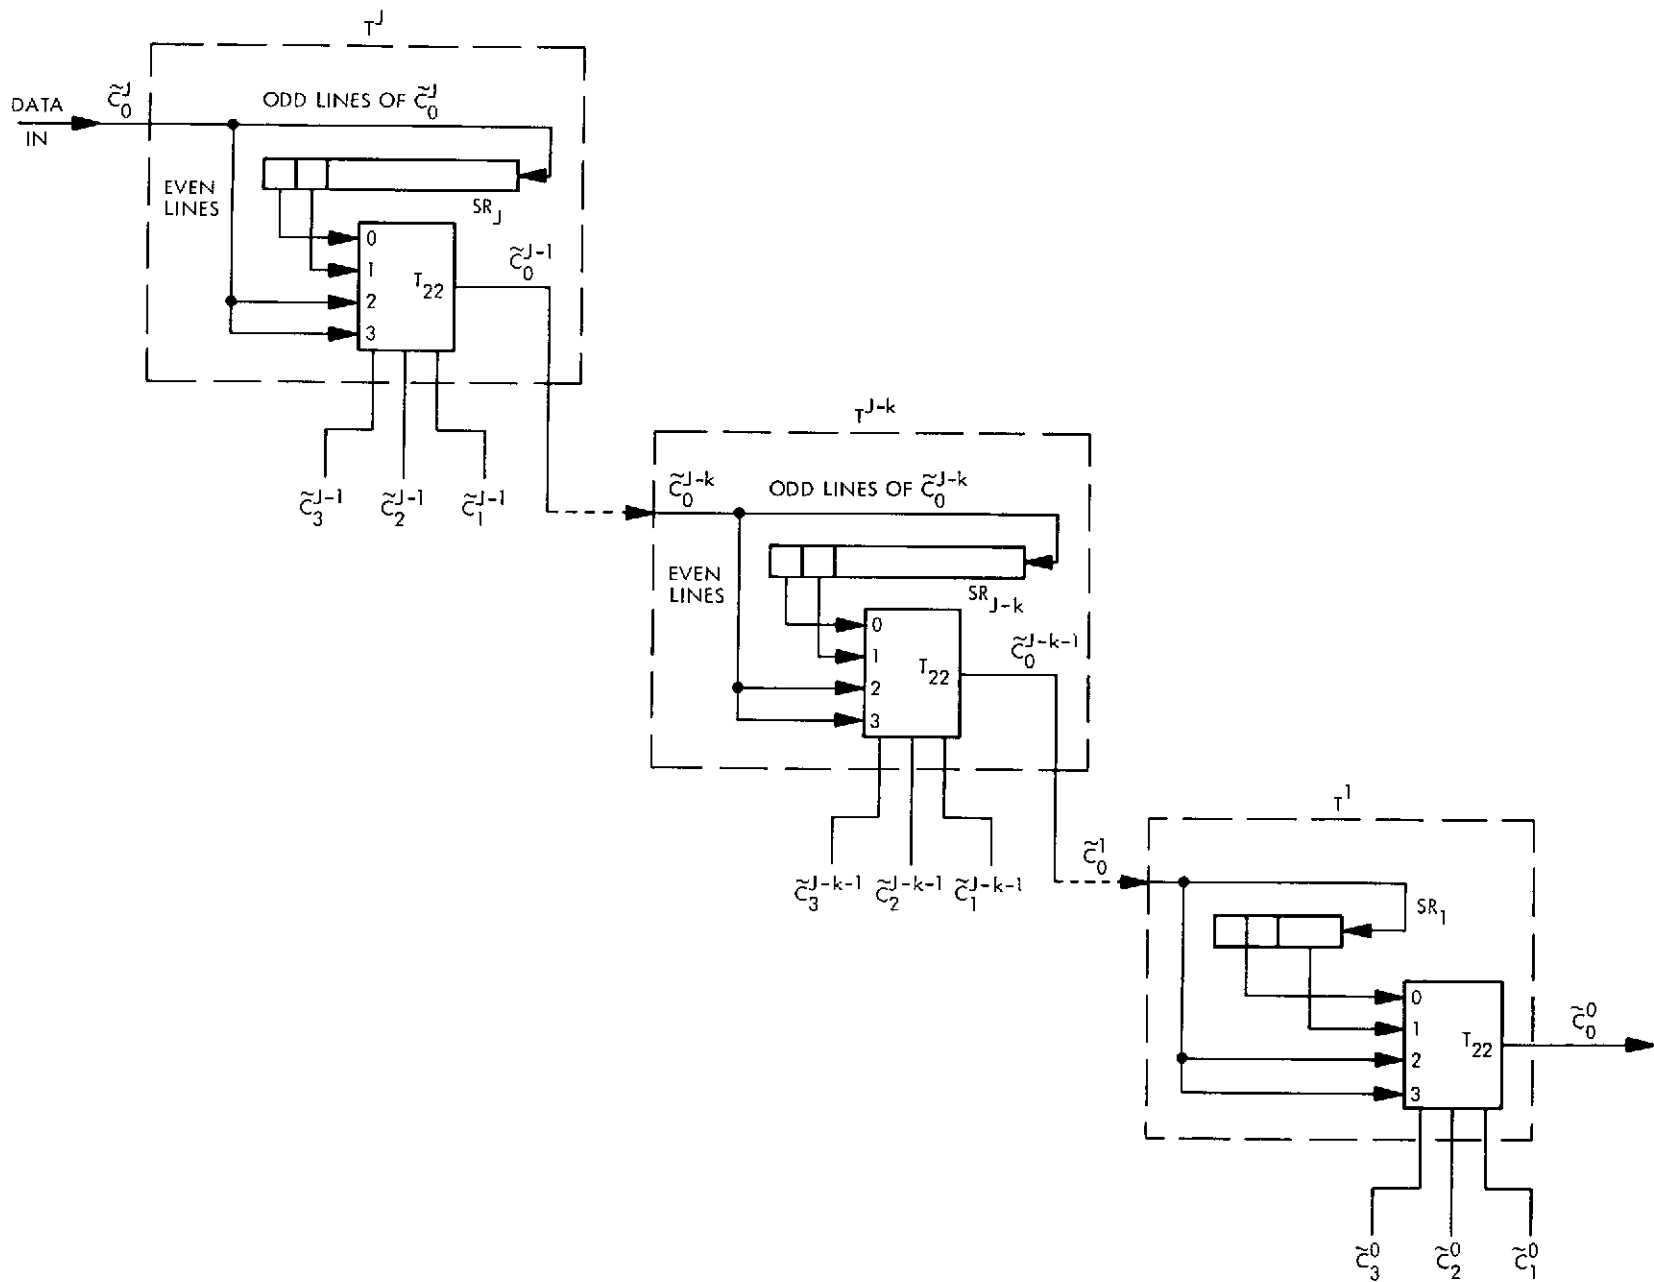 T^J
DATA IN
C̃_0^J
ODD LINES OF C̃_0^J
EVEN LINES
SR_J
0
1
2
3
T_22
C̃_0^{J-1}
C̃_3^{J-1} C̃_2^{J-1} C̃_1^{J-1}
T^{J-k}
C̃_0^{J-k}
ODD LINES OF C̃_0^{J-k}
EVEN LINES
SR_{J-k}
0
1
2
3
T_22
C̃_0^{J-k-1}
C̃_3^{J-k-1} C̃_2^{J-k-1} C̃_1^{J-k-1}
T^1
C̃_0^1
SR_1
0
1
2
3
T_22
C̃_0^0
C̃_3^0 C̃_2^0 C̃_1^0